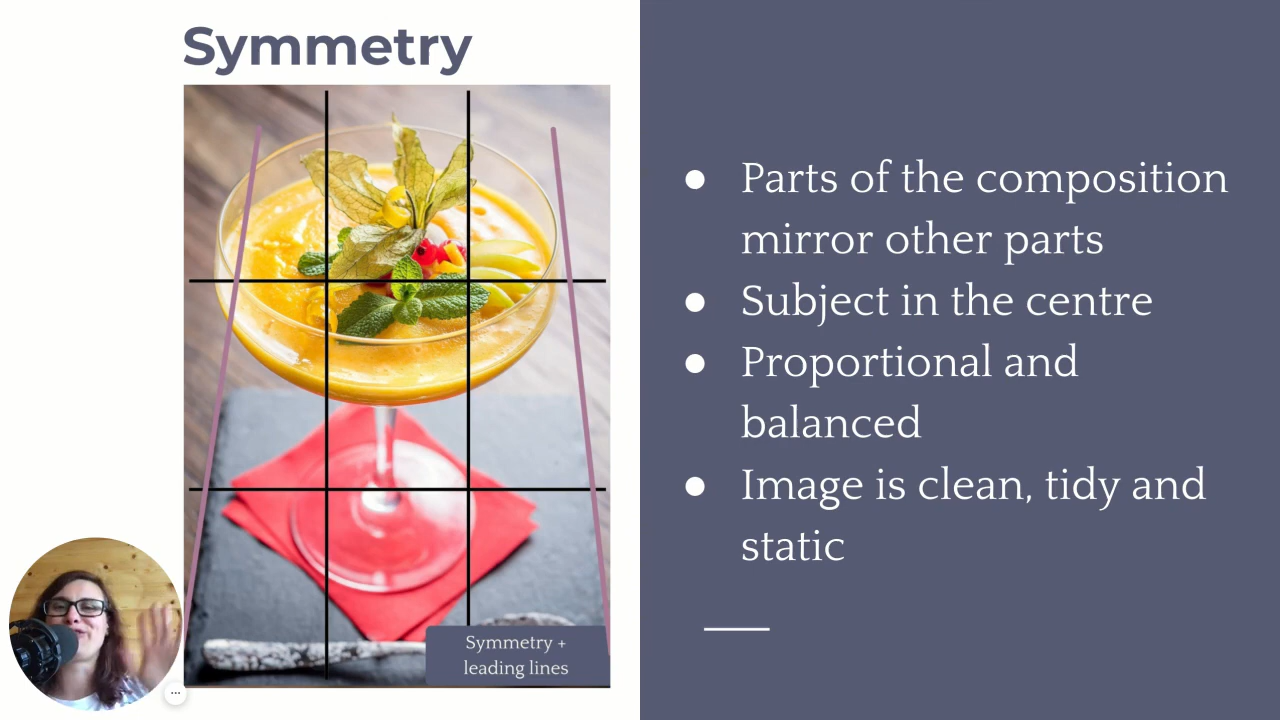 Symmetry
Symmetry +
leading lines
Parts of the composition
mirror other parts
Subject in the centre
Proportional and
balanced
Image is clean, tidy and
static